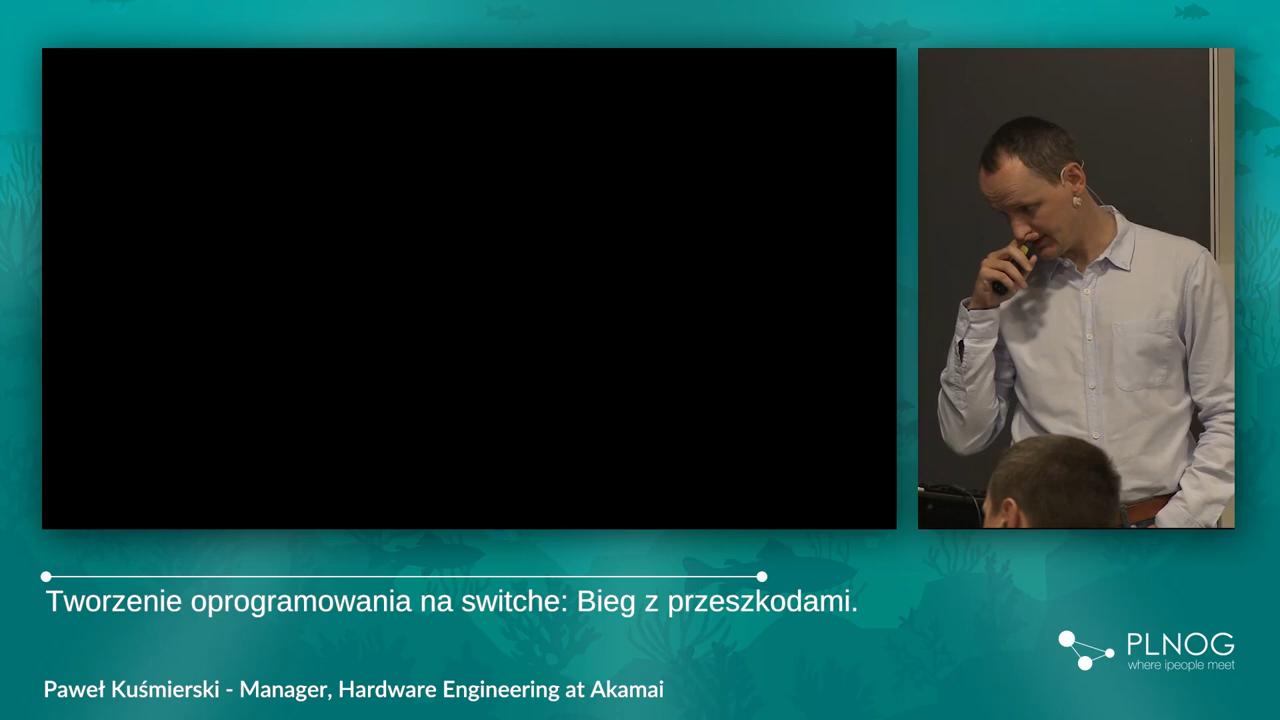 Tworzenie oprogramowania na switche: Bieg z przeszkodami.
PLNOG
where ipeople meet
Paweł Kuśmierski - Manager, Hardware Engineering at Akamai